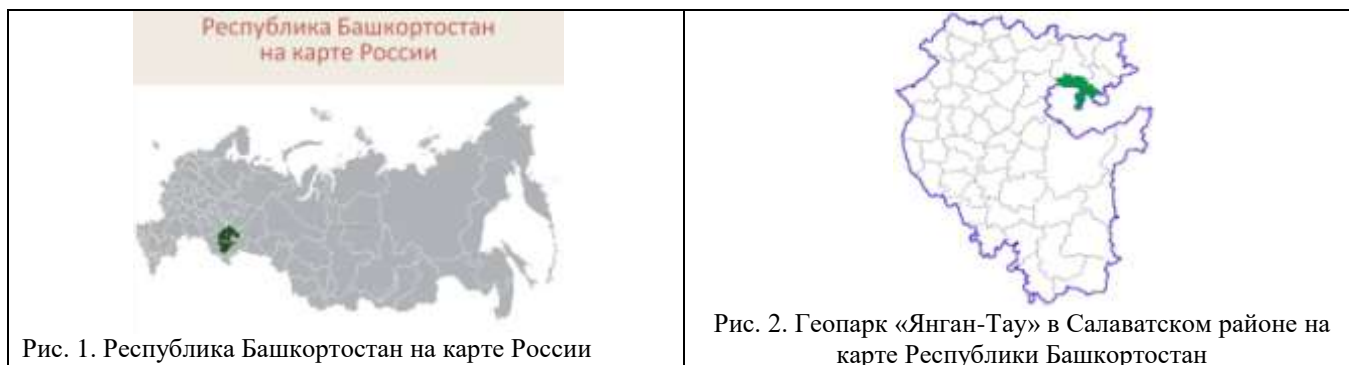 Республика Башкортостан
на карте России
Рис. 1. Республика Башкортостан на карте России
Рис. 2. Геопарк «Янган-Тау» в Салаватском районе на
карте Республики Башкортостан